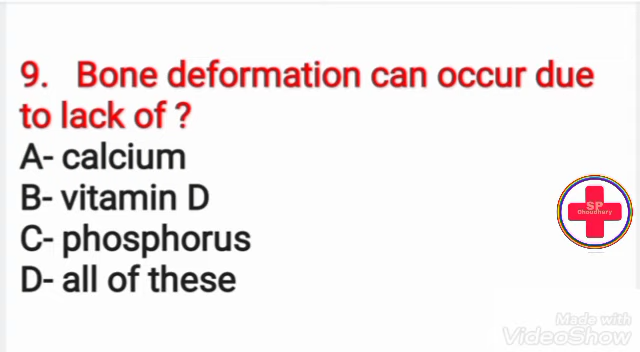 9. Bone deformation can occur due
to lack of ?
A- calcium
B- vitamin D
C- phosphorus
D- all of these
SP
Choudhury
Made with
VideoShow